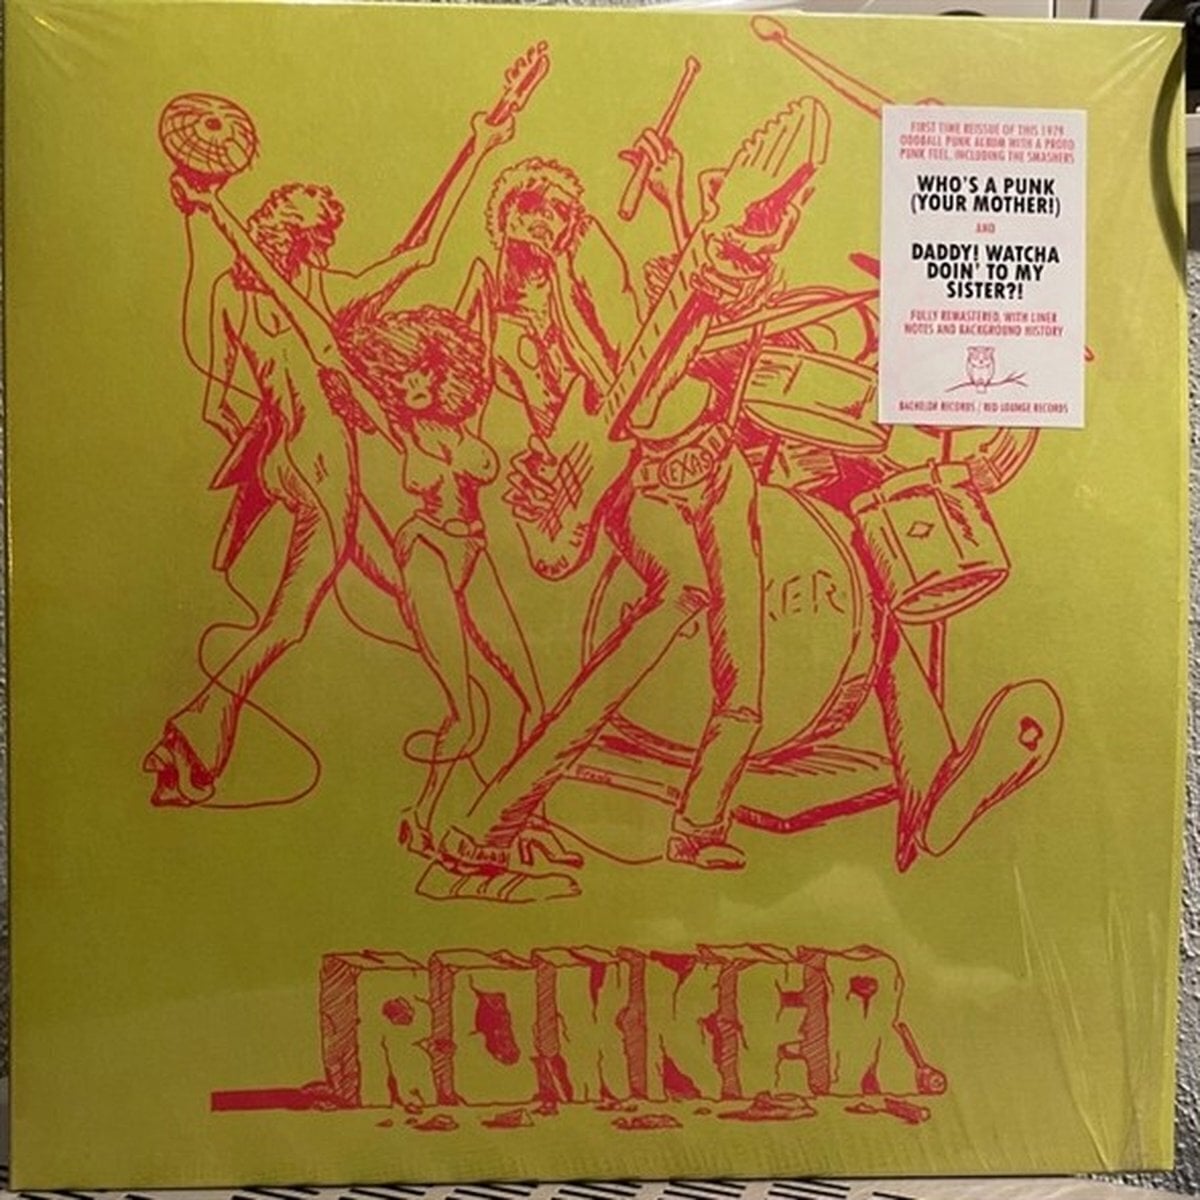 FIRST TIME REISSUE OF THIS 1979
ODDBALL PUNK ALBUM WITH A PROTO
PUNK FEEL, INCLUDING THE SMASHERS
WHO'S A PUNK
(YOUR MOTHER!)
AND
DADDY! WATCHA
DOIN' TO MY
SISTER?!
FULLY REMASTERED, WITH LINER
NOTES AND BACKGROUND HISTORY
BACHELOR RECORDS / RED LOUNGE RECORDS
TEXAS
KER
ROKKER